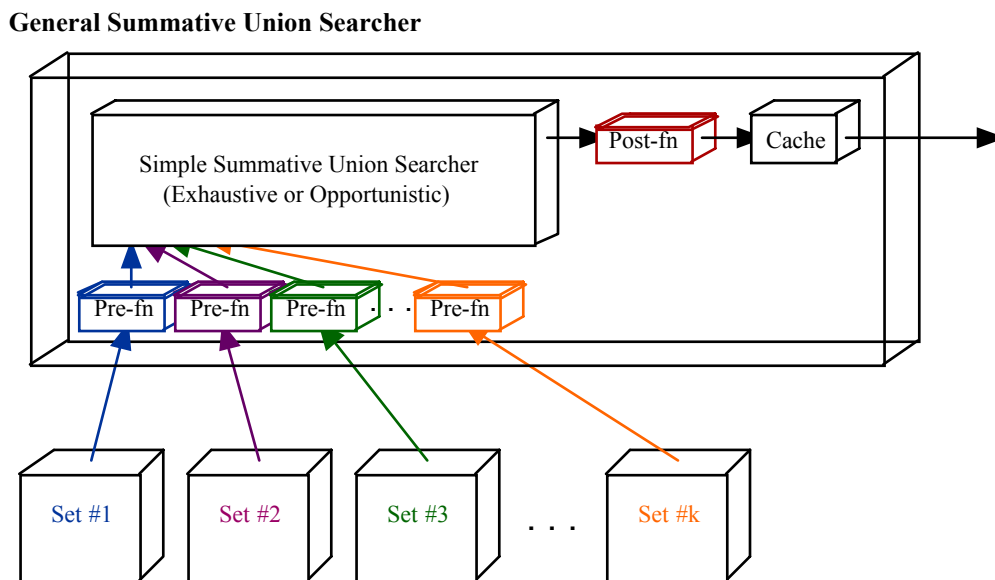 General Summative Union Searcher
Simple Summative Union Searcher
(Exhaustive or Opportunistic)
Post-fn
Cache
Pre-fn
Pre-fn
Pre-fn
. . .
Pre-fn
Set #1
Set #2
Set #3
. . .
Set #k